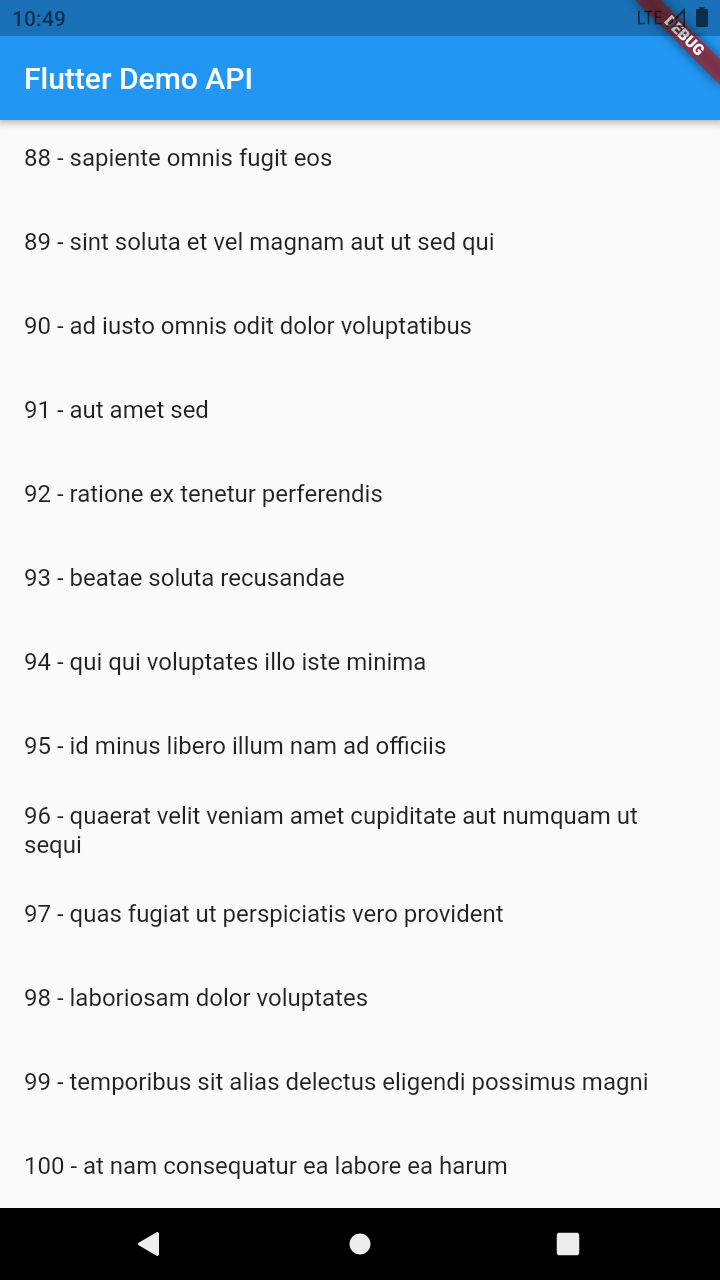 10:49
LTE
DEBUG
Flutter Demo API
88 - sapiente omnis fugit eos
89 - sint soluta et vel magnam aut ut sed qui
90 - ad iusto omnis odit dolor voluptatibus
91 - aut amet sed
92 - ratione ex tenetur perferendis
93 - beatae soluta recusandae
94 - qui qui voluptates illo iste minima
95 - id minus libero illum nam ad officiis
96 - quaerat velit veniam amet cupiditate aut numquam ut
sequi
97 - quas fugiat ut perspiciatis vero provident
98 - laboriosam dolor voluptates
99 - temporibus sit alias delectus eligendi possimus magni
100 - at nam consequatur ea labore ea harum